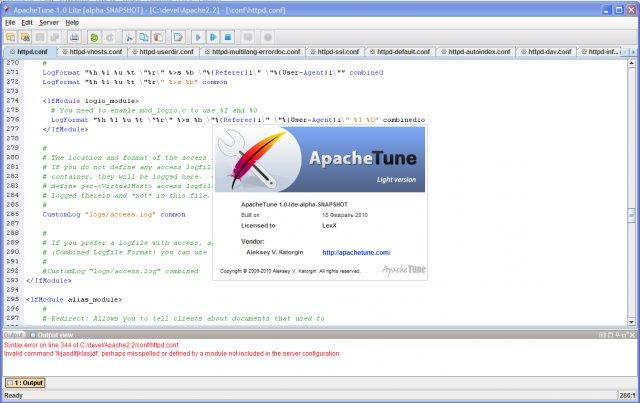 ApacheTune 1.0 Lite [alpha-SNAPSHOT] - [C:\devel\Apache2.2] - [\conf\httpd.conf]
File Edit Server Help
httpd.conf httpd-vhosts.conf httpd-userdir.conf httpd-multilang-errordoc.conf httpd-ssl.conf httpd-default.conf httpd-autoindex.conf httpd-dav.conf httpd-inf...
270 #
271 LogFormat "%h %l %u %t \"%r\" %>s %b \"%{Referer}i\" \"%{User-Agent}i\"" combined
272 LogFormat "%h %l %u %t \"%r\" %>s %b" common
273
274 <IfModule logio_module>
275 # You need to enable mod_logio.c to use %I and %O
276 LogFormat "%h %l %u %t \"%r\" %>s %b \"%{Referer}i\" \"%{User-Agent}i\" %I %O" combinedio
277 </IfModule>
278
279 #
280 # The location and format of the access
281 # If you do not define any access logfil
282 # container, they will be logged here.
283 # define per-<VirtualHost> access logfil
284 # logged therein and *not* in this file.
285 #
286 CustomLog "logs/access.log" common
287
288 #
289 # If you prefer a logfile with access, a
290 # (Combined Logfile Format) you can use
291 #
292 #CustomLog "logs/access.log" combined
293 </IfModule>
294
295 <IfModule alias_module>
296 #
297 # Redirect: Allows you to tell clients about documents that used to
ApacheTune
Light version
ApacheTune 1.0-lite-alpha-SNAPSHOT
Built on 18 Февраль 2010
Licensed to LexX
Vendor:
Aleksey V. Katorgin http://apachetune.com/
Copyright © 2009-2010 Aleksey V. Katorgin. All rights reserved.
ApacheTune
Output Output view
Syntax error on line 344 of C:/devel/Apache2.2/conf/httpd.conf:
Invalid command 'lkjasdlfjklasjdf', perhaps misspelled or defined by a module not included in the server configuration
1 : Output
Ready 286:1